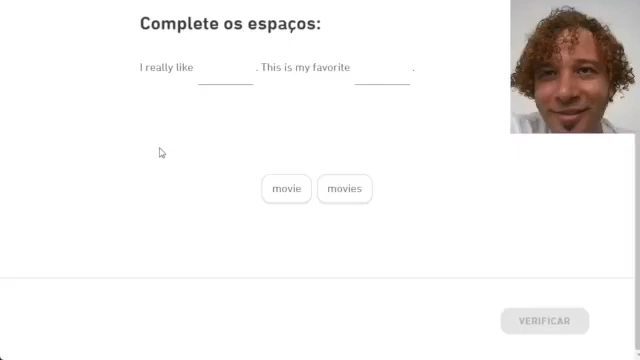 Complete os espaços:
I really like ________. This is my favorite ________.
movie movies
VERIFICAR